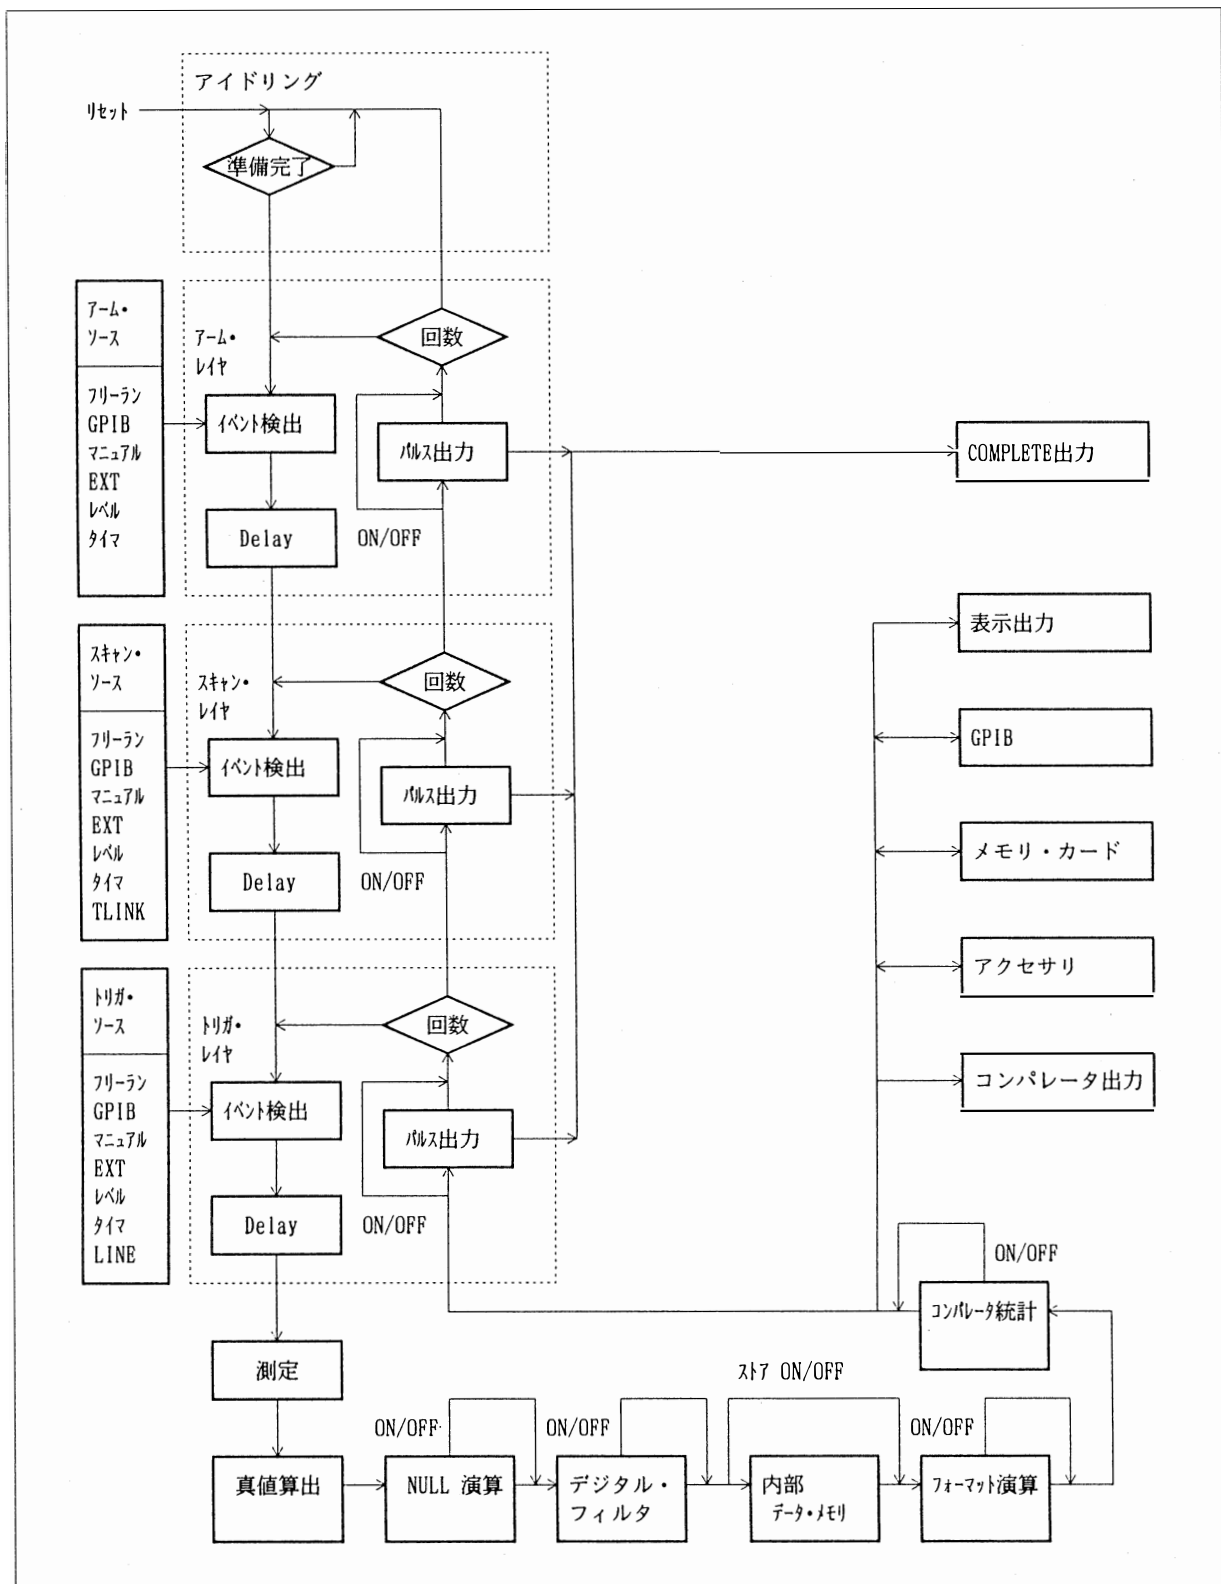 アイドリング
リセット
準備完了
アーム・
ソース
フリーラン
GPIB
マニュアル
EXT
レベル
タイマ
アーム・
レイヤ
回数
イベント検出
パルス出力
Delay
ON/OFF
COMPLETE出力
スキャン・
ソース
フリーラン
GPIB
マニュアル
EXT
レベル
タイマ
TLINK
スキャン・
レイヤ
回数
イベント検出
パルス出力
Delay
ON/OFF
表示出力
GPIB
メモリ・カード
アクセサリ
コンパレータ出力
トリガ・
ソース
フリーラン
GPIB
マニュアル
EXT
レベル
タイマ
LINE
トリガ・
レイヤ
回数
イベント検出
パルス出力
Delay
ON/OFF
ON/OFF
コンパレータ統計
測定
ストア ON/OFF
ON/OFF
ON/OFF
ON/OFF
真値算出
NULL 演算
デジタル・
フィルタ
内部
データ・メモリ
フォーマット演算